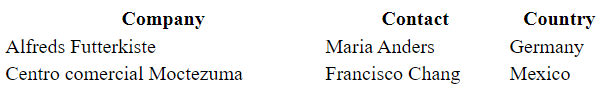 Company Contact Country
Alfreds Futterkiste Maria Anders Germany
Centro comercial Moctezuma Francisco Chang Mexico